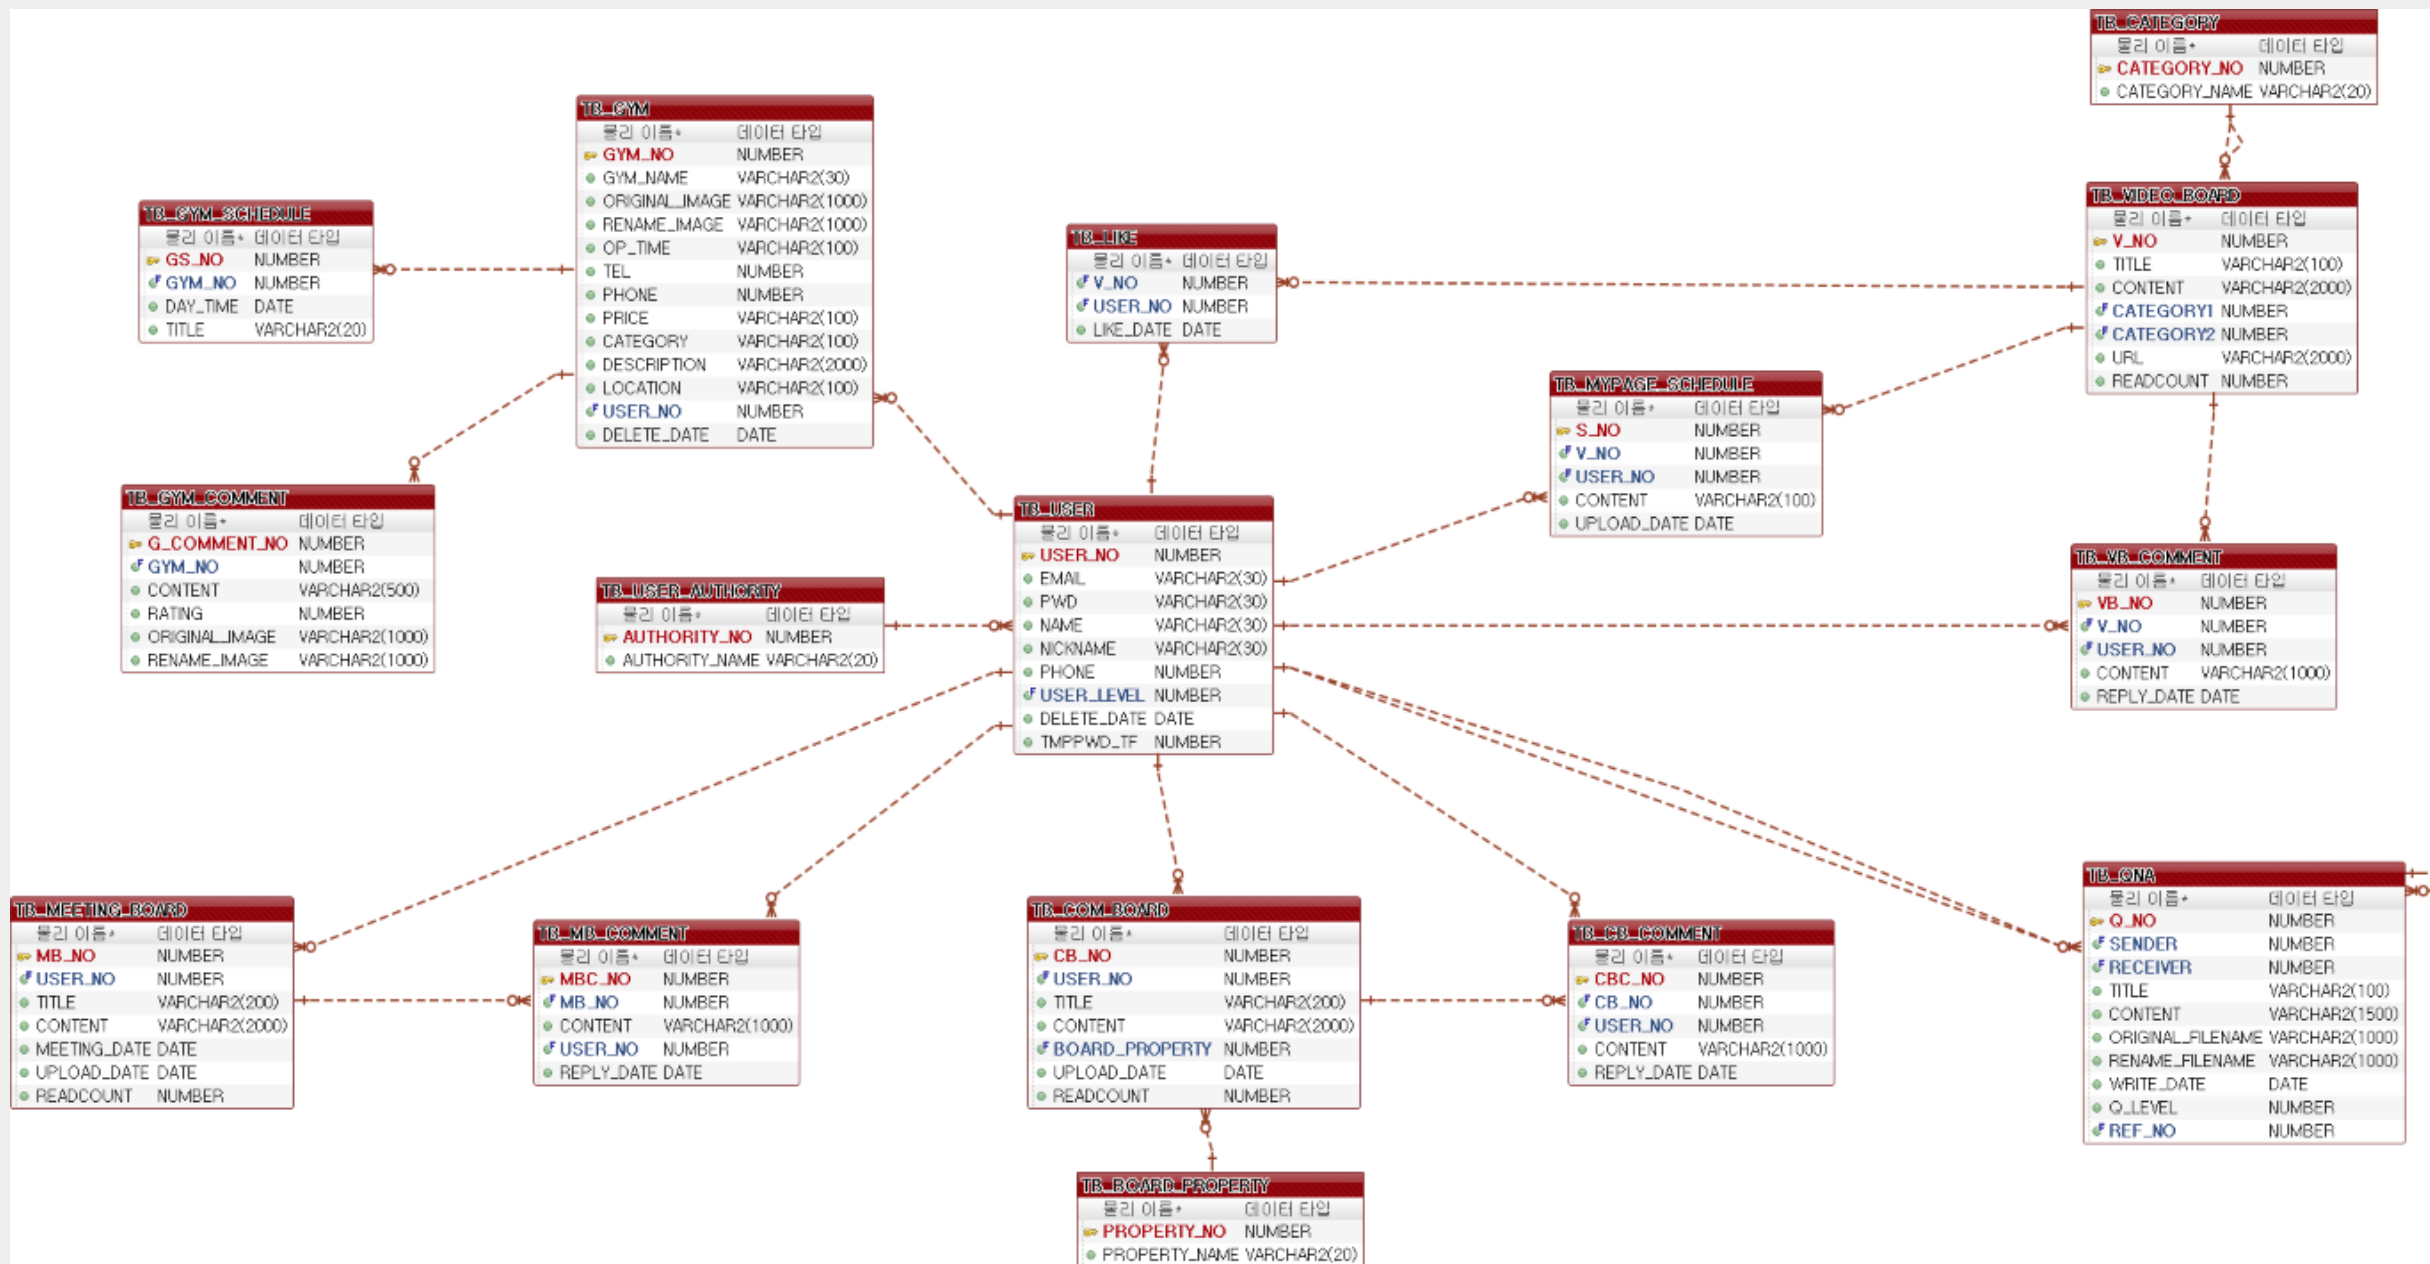 TB_CATEGORY
물리 이름* 데이터 타입
CATEGORY_NO NUMBER
CATEGORY_NAME VARCHAR2(20)
TB_GYM
물리 이름* 데이터 타입
GYM_NO NUMBER
GYM_NAME VARCHAR2(30)
ORIGINAL_IMAGE VARCHAR2(1000)
RENAME_IMAGE VARCHAR2(1000)
OP_TIME VARCHAR2(100)
TEL NUMBER
PHONE NUMBER
PRICE VARCHAR2(100)
CATEGORY VARCHAR2(100)
DESCRIPTION VARCHAR2(2000)
LOCATION VARCHAR2(100)
USER_NO NUMBER
DELETE_DATE DATE
TB_GYM_SCHEDULE
물리 이름* 데이터 타입
GS_NO NUMBER
GYM_NO NUMBER
DAY_TIME DATE
TITLE VARCHAR2(20)
TB_LIKE
물리 이름* 데이터 타입
V_NO NUMBER
USER_NO NUMBER
LIKE_DATE DATE
TB_VIDEO_BOARD
물리 이름* 데이터 타입
V_NO NUMBER
TITLE VARCHAR2(100)
CONTENT VARCHAR2(2000)
CATEGORY1 NUMBER
CATEGORY2 NUMBER
URL VARCHAR2(2000)
READCOUNT NUMBER
TB_MYPAGE_SCHEDULE
물리 이름* 데이터 타입
S_NO NUMBER
V_NO NUMBER
USER_NO NUMBER
CONTENT VARCHAR2(100)
UPLOAD_DATE DATE
TB_GYM_COMMENT
물리 이름* 데이터 타입
G_COMMENT_NO NUMBER
GYM_NO NUMBER
CONTENT VARCHAR2(500)
RATING NUMBER
ORIGINAL_IMAGE VARCHAR2(1000)
RENAME_IMAGE VARCHAR2(1000)
TB_USER_AUTHORITY
물리 이름* 데이터 타입
AUTHORITY_NO NUMBER
AUTHORITY_NAME VARCHAR2(20)
TB_USER
물리 이름* 데이터 타입
USER_NO NUMBER
EMAIL VARCHAR2(30)
PWD VARCHAR2(30)
NAME VARCHAR2(30)
NICKNAME VARCHAR2(30)
PHONE NUMBER
USER_LEVEL NUMBER
DELETE_DATE DATE
TMPPWD_TF NUMBER
TB_VB_COMMENT
물리 이름* 데이터 타입
VB_NO NUMBER
V_NO NUMBER
USER_NO NUMBER
CONTENT VARCHAR2(1000)
REPLY_DATE DATE
TB_MEETING_BOARD
물리 이름* 데이터 타입
MB_NO NUMBER
USER_NO NUMBER
TITLE VARCHAR2(200)
CONTENT VARCHAR2(2000)
MEETING_DATE DATE
UPLOAD_DATE DATE
READCOUNT NUMBER
TB_MB_COMMENT
물리 이름* 데이터 타입
MBC_NO NUMBER
MB_NO NUMBER
CONTENT VARCHAR2(1000)
USER_NO NUMBER
REPLY_DATE DATE
TB_COM_BOARD
물리 이름* 데이터 타입
CB_NO NUMBER
USER_NO NUMBER
TITLE VARCHAR2(200)
CONTENT VARCHAR2(2000)
BOARD_PROPERTY NUMBER
UPLOAD_DATE DATE
READCOUNT NUMBER
TB_CB_COMMENT
물리 이름* 데이터 타입
CBC_NO NUMBER
CB_NO NUMBER
USER_NO NUMBER
CONTENT VARCHAR2(1000)
REPLY_DATE DATE
TB_QNA
물리 이름* 데이터 타입
Q_NO NUMBER
SENDER NUMBER
RECEIVER NUMBER
TITLE VARCHAR2(100)
CONTENT VARCHAR2(1500)
ORIGINAL_FILENAME VARCHAR2(1000)
RENAME_FILENAME VARCHAR2(1000)
WRITE_DATE DATE
Q_LEVEL NUMBER
REF_NO NUMBER
TB_BOARD_PROPERTY
물리 이름* 데이터 타입
PROPERTY_NO NUMBER
PROPERTY_NAME VARCHAR2(20)